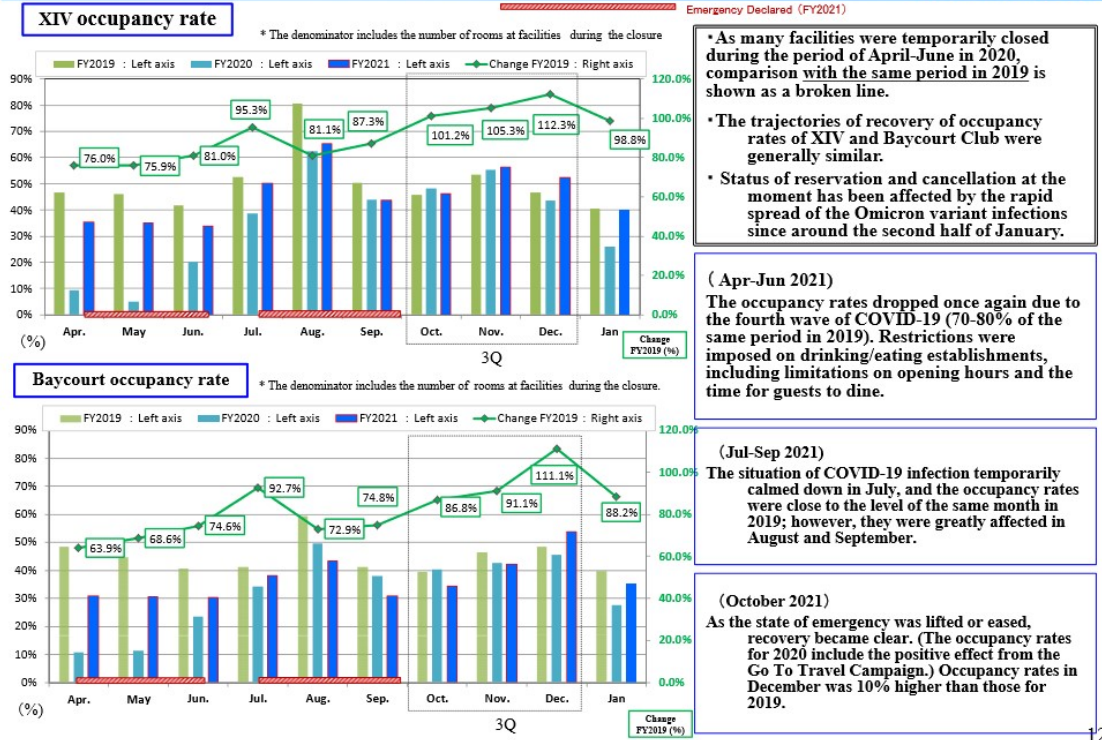 XIV occupancy rate
Emergency Declared (FY2021)
* The denominator includes the number of rooms at facilities during the closure
FY2019 : Left axis
FY2020 : Left axis
FY2021 : Left axis
Change FY2019 : Right axis
90%
80%
70%
60%
50%
40%
30%
20%
10%
0%
120.0%
100.0%
80.0%
60.0%
40.0%
20.0%
0.0%
76.0%
75.9%
81.0%
95.3%
81.1%
87.3%
101.2%
105.3%
112.3%
98.8%
Apr.
May
Jun.
Jul.
Aug.
Sep.
Oct.
Nov.
Dec.
Jan
(%)
3Q
Change
FY2019 (%)
Baycourt occupancy rate
* The denominator includes the number of rooms at facilities during the closure.
FY2019 : Left axis
FY2020 : Left axis
FY2021 : Left axis
Change FY2019 : Right axis
90%
80%
70%
60%
50%
40%
30%
20%
10%
0%
120.0%
100.0%
80.0%
60.0%
40.0%
20.0%
0.0%
63.9%
68.6%
74.6%
92.7%
72.9%
74.8%
86.8%
91.1%
111.1%
88.2%
Apr.
May
Jun.
Jul.
Aug.
Sep.
Oct.
Nov.
Dec.
Jan
(%)
3Q
Change
FY2019 (%)
・As many facilities were temporarily closed
during the period of April-June in 2020,
comparison with the same period in 2019 is
shown as a broken line.
・The trajectories of recovery of occupancy
rates of XIV and Baycourt Club were
generally similar.
・ Status of reservation and cancellation at the
moment has been affected by the rapid
spread of the Omicron variant infections
since around the second half of January.
( Apr-Jun 2021)
The occupancy rates dropped once again due to
the fourth wave of COVID-19 (70-80% of the
same period in 2019). Restrictions were
imposed on drinking/eating establishments,
including limitations on opening hours and the
time for guests to dine.
(Jul-Sep 2021)
The situation of COVID-19 infection temporarily
calmed down in July, and the occupancy rates
were close to the level of the same month in
2019; however, they were greatly affected in
August and September.
(October 2021)
As the state of emergency was lifted or eased,
recovery became clear. (The occupancy rates
for 2020 include the positive effect from the
Go To Travel Campaign.) Occupancy rates in
December was 10% higher than those for
2019.